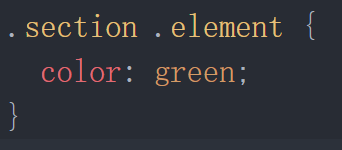 .section .element {
  color: green;
}